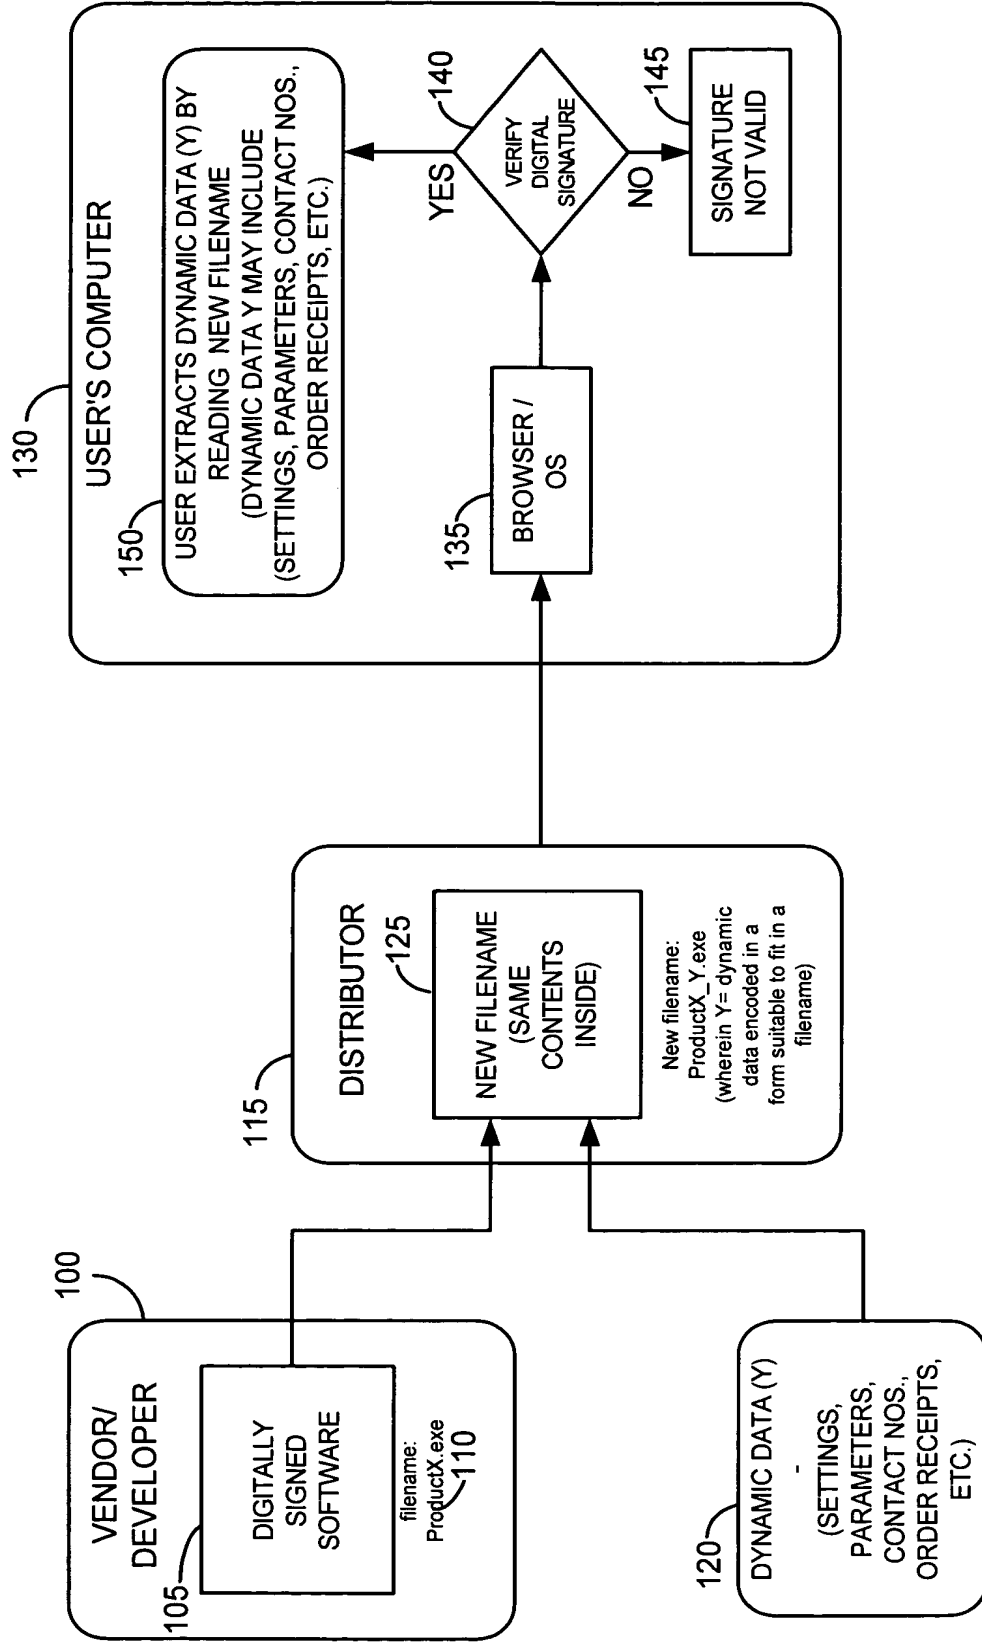 100
VENDOR/
DEVELOPER
105
DIGITALLY
SIGNED
SOFTWARE
filename:
ProductX.exe
110
120
DYNAMIC DATA (Y)
-
(SETTINGS,
PARAMETERS,
CONTACT NOS.,
ORDER RECEIPTS,
ETC.)
115
DISTRIBUTOR
125
NEW FILENAME
(SAME
CONTENTS
INSIDE)
New filename:
ProductX_Y.exe
(wherein Y= dynamic
data encoded in a
form suitable to fit in a
filename)
130
USER'S COMPUTER
150
USER EXTRACTS DYNAMIC DATA (Y) BY
READING NEW FILENAME
(DYNAMIC DATA Y MAY INCLUDE
(SETTINGS, PARAMETERS, CONTACT NOS.,
ORDER RECEIPTS, ETC.)
135
BROWSER /
OS
YES
140
VERIFY
DIGITAL
SIGNATURE
NO
145
SIGNATURE
NOT VALID